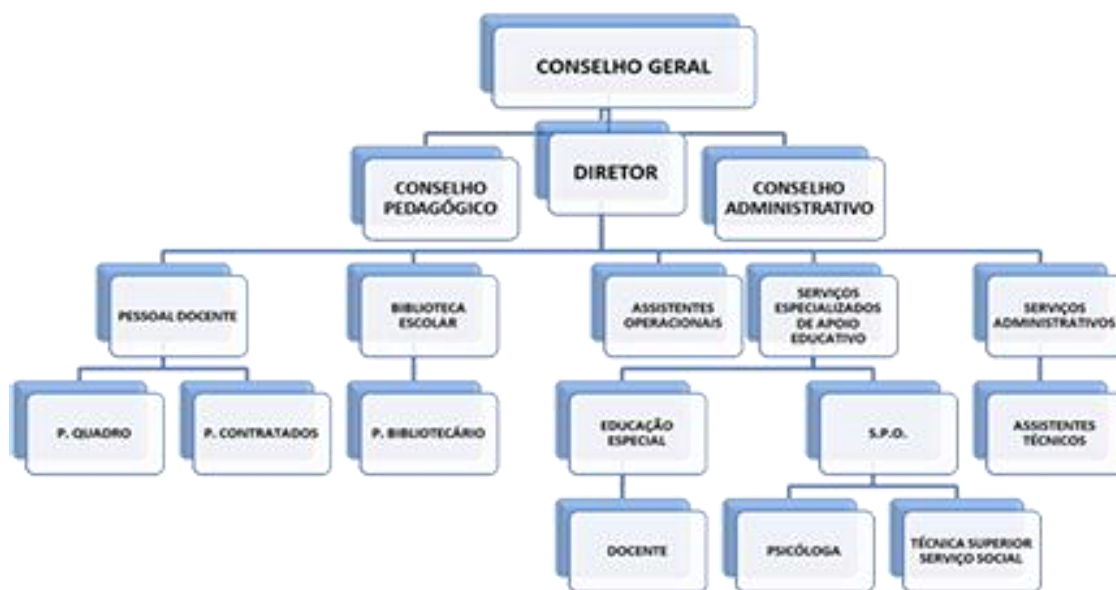 CONSELHO GERAL
CONSELHO
PEDAGÓGICO
DIRETOR
CONSELHO
ADMINISTRATIVO
PESSOAL DOCENTE
BIBLIOTECA
ESCOLAR
ASSISTENTES
OPERACIONAIS
SERVIÇOS
ESPECIALIZADOS
DE APOIO
EDUCATIVO
SERVIÇOS
ADMINISTRATIVOS
P. QUADRO
P. CONTRATADOS
P. BIBLIOTECÁRIO
EDUCAÇÃO
ESPECIAL
S.P.O.
ASSISTENTES
TÉCNICOS
DOCENTE
PSICÓLOGA
TÉCNICA SUPERIOR
SERVIÇO SOCIAL